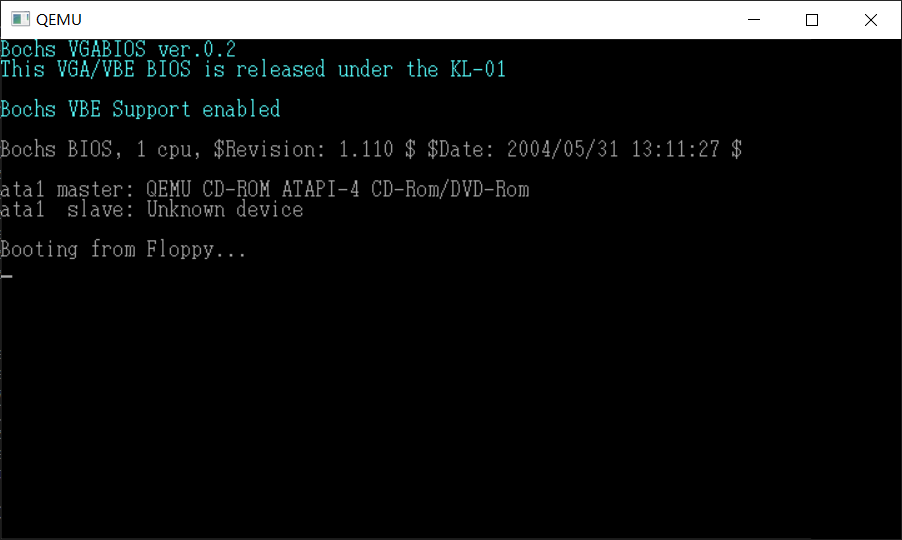 QEMU
Bochs VGABIOS ver.0.2
This VGA/VBE BIOS is released under the KL-01
Bochs VBE Support enabled
Bochs BIOS, 1 cpu, $Revision: 1.110 $ $Date: 2004/05/31 13:11:27 $
ata1 master: QEMU CD-ROM ATAPI-4 CD-Rom/DVD-Rom
ata1  slave: Unknown device
Booting from Floppy...